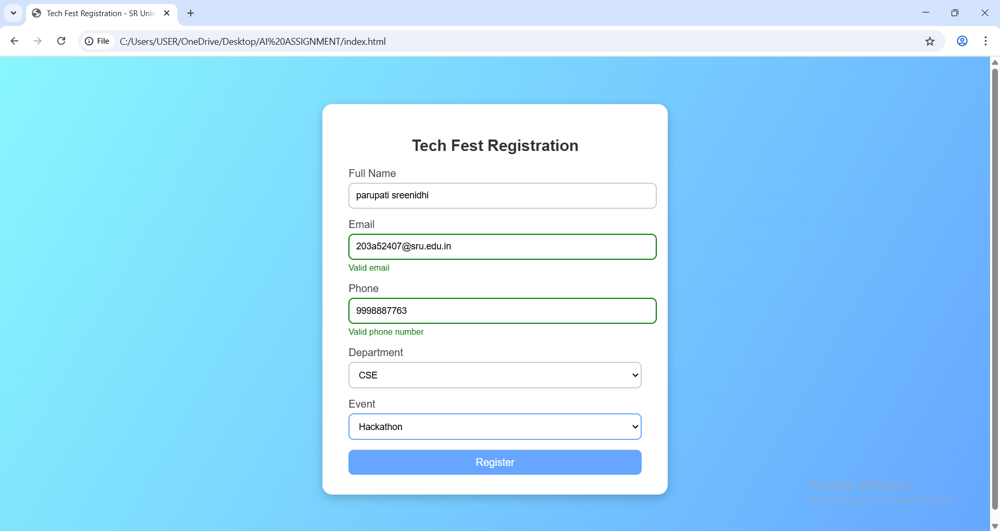 Tech Fest Registration - SR Univ
File
C:/Users/USER/OneDrive/Desktop/AI%20ASSIGNMENT/index.html
Tech Fest Registration
Full Name
parupati sreenidhi
Email
203a52407@sru.edu.in
Valid email
Phone
9998887763
Valid phone number
Department
CSE
Event
Hackathon
Register
Activate Windows
Go to Settings to activate Windows.